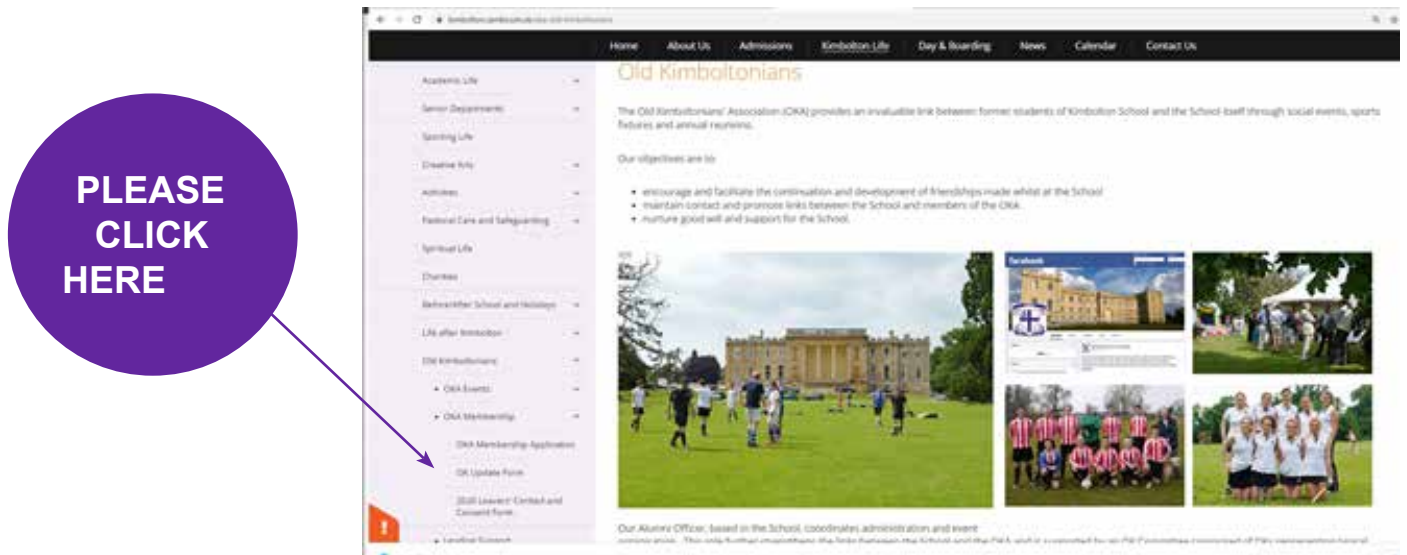 PLEASE
CLICK
HERE
Home About Us Admissions Kimbolton Life Day & Boarding News Calendar Contact Us
Academic Life
Senior Departments
Sporting Life
Creative Arts
Activities
Pastoral Care and Safeguarding
Spiritual Life
Charities
Before/After School and Holidays
Life after Kimbolton
Old Kimboltonians
• OKA Events
• OKA Membership
OKA Membership Application
OK Update Form
2020 Leavers' Contact and
Consent Form
• Lending Support
Old Kimboltonians
The Old Kimboltonians' Association (OKA) provides an invaluable link between former students of Kimbolton School and the School itself through social events, sports
fixtures and annual reunions.
Our objectives are to:
• encourage and facilitate the continuation and development of friendships made whilst at the School
• maintain contact and promote links between the School and members of the OKA
• nurture good will and support for the School.
facebook
Our Alumni Officer, based in the School, coordinates administration and event